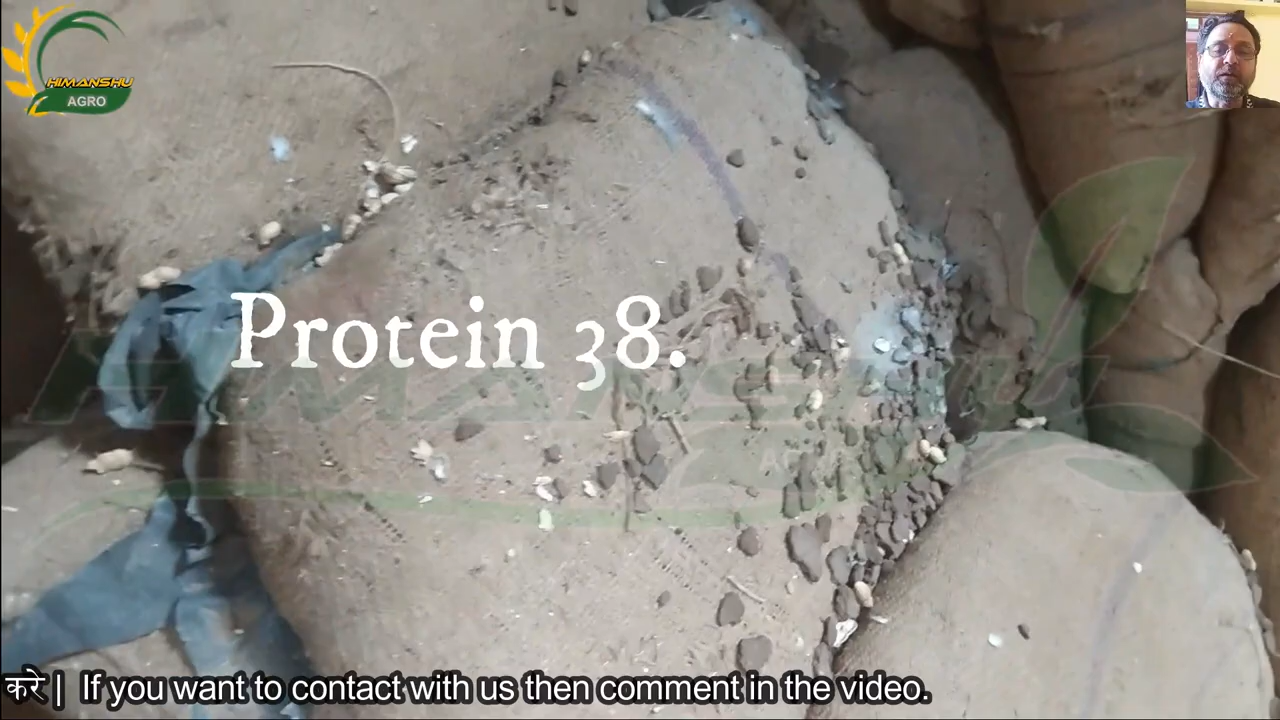 HIMANSHU
AGRO
Protein 38.
करे | If you want to contact with us then comment in the video.